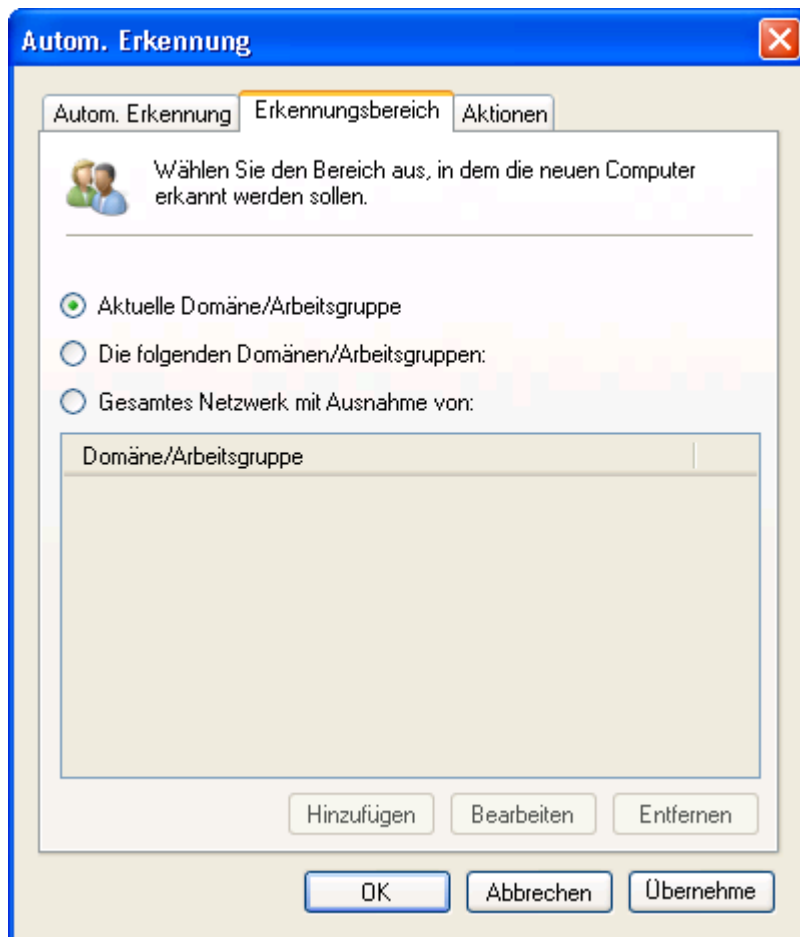 Autom. Erkennung
Autom. Erkennung Erkennungsbereich Aktionen
Wählen Sie den Bereich aus, in dem die neuen Computer
erkannt werden sollen.
Aktuelle Domäne/Arbeitsgruppe
Die folgenden Domänen/Arbeitsgruppen:
Gesamtes Netzwerk mit Ausnahme von:
Domäne/Arbeitsgruppe
Hinzufügen Bearbeiten Entfernen
OK Abbrechen Übernehme